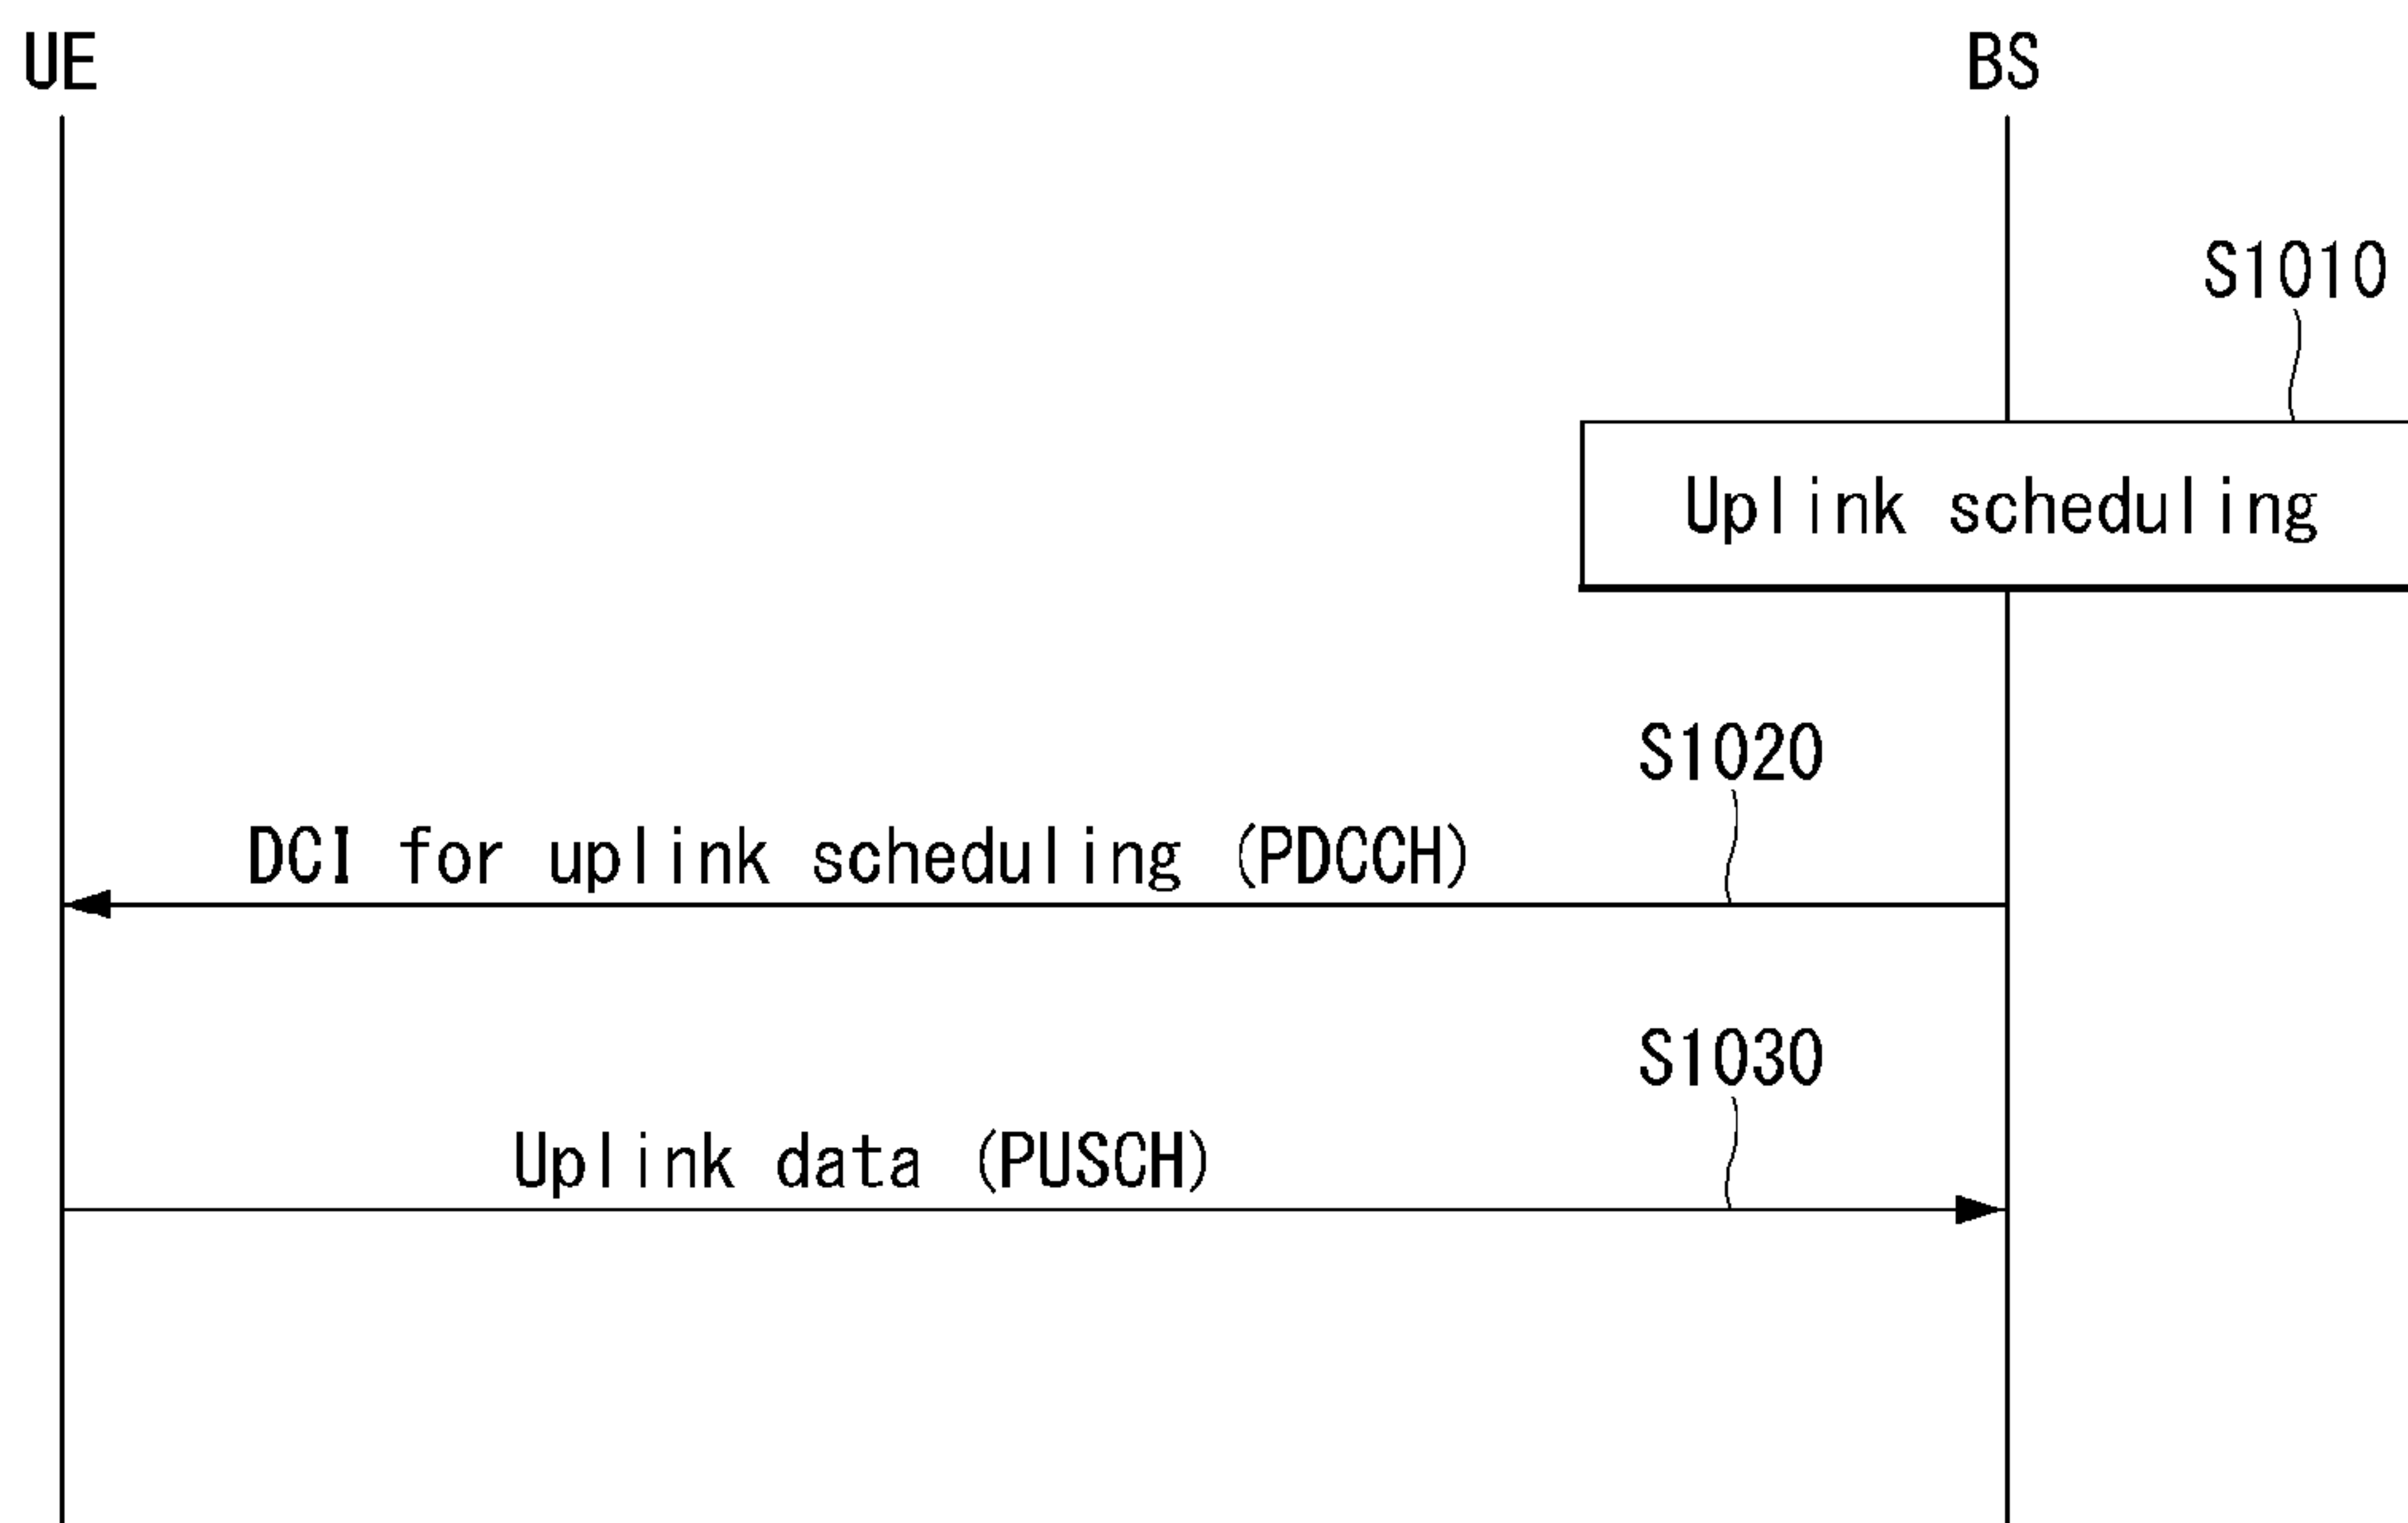 UE
BS
S1010
Uplink scheduling
S1020
DCI for uplink scheduling (PDCCH)
S1030
Uplink data (PUSCH)